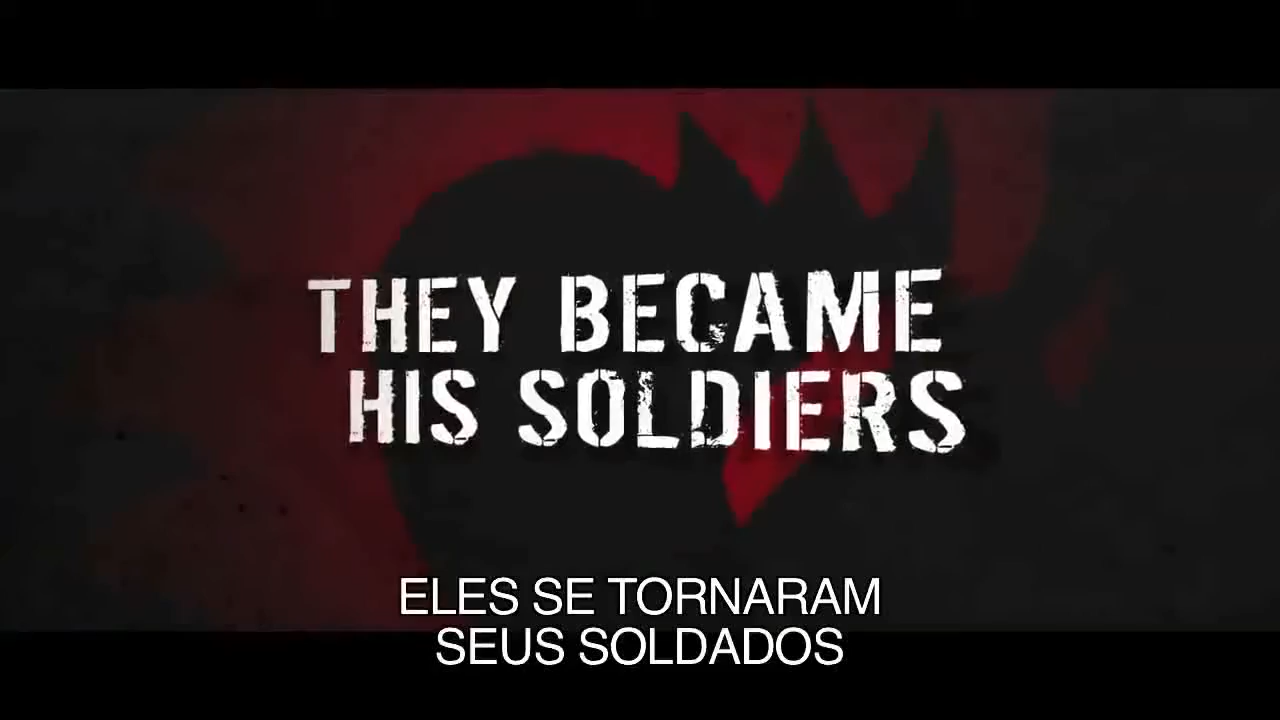 THEY BECAME
HIS SOLDIERS
ELES SE TORNARAM
SEUS SOLDADOS